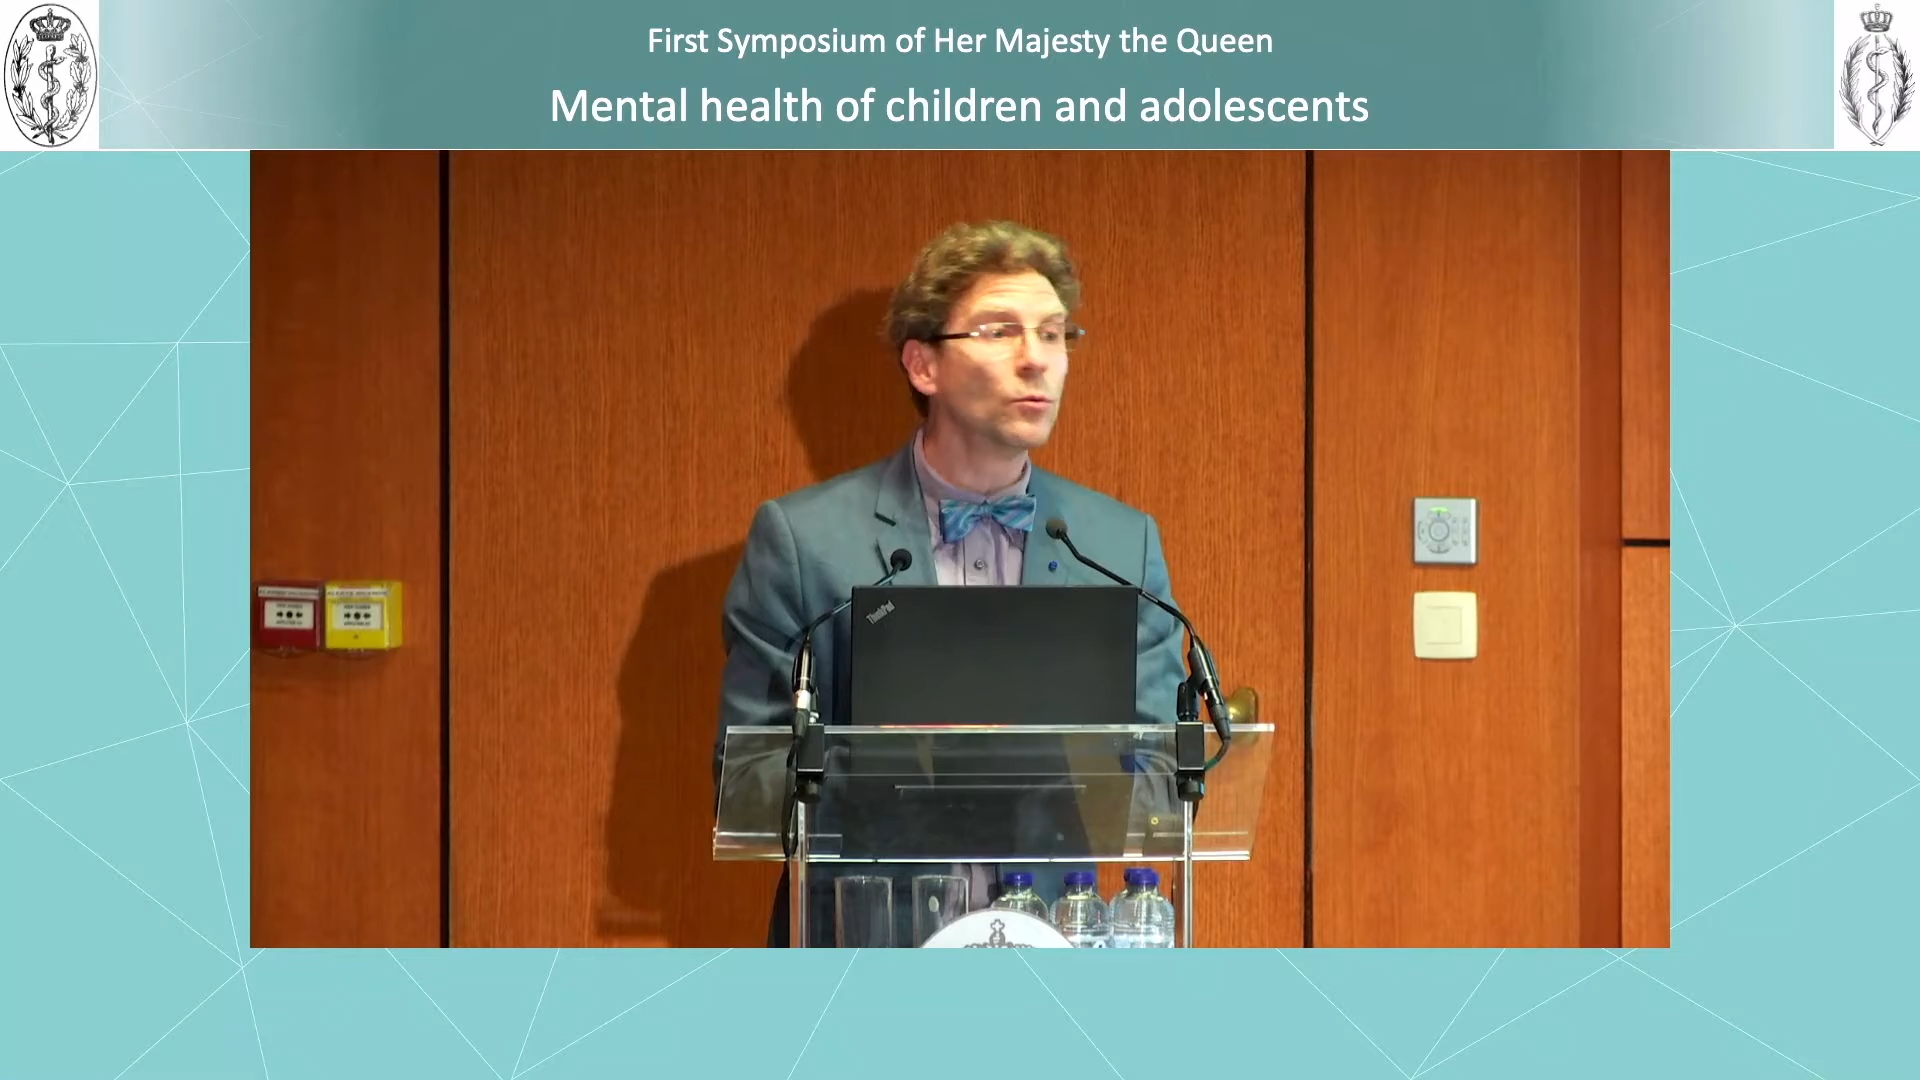 First Symposium of Her Majesty the Queen
Mental health of children and adolescents
ThinkPad